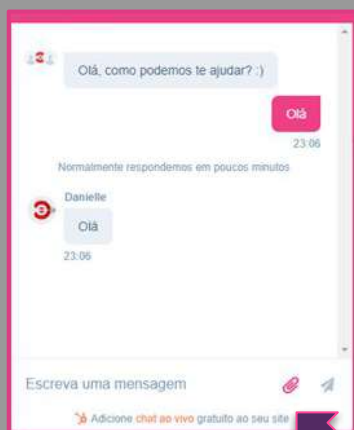 Olá, como podemos te ajudar? :)
Olá
23:06
Normalmente respondemos em poucos minutos
Danielle
Olá
23:06
Escreva uma mensagem
Adicione chat ao vivo gratuito ao seu site